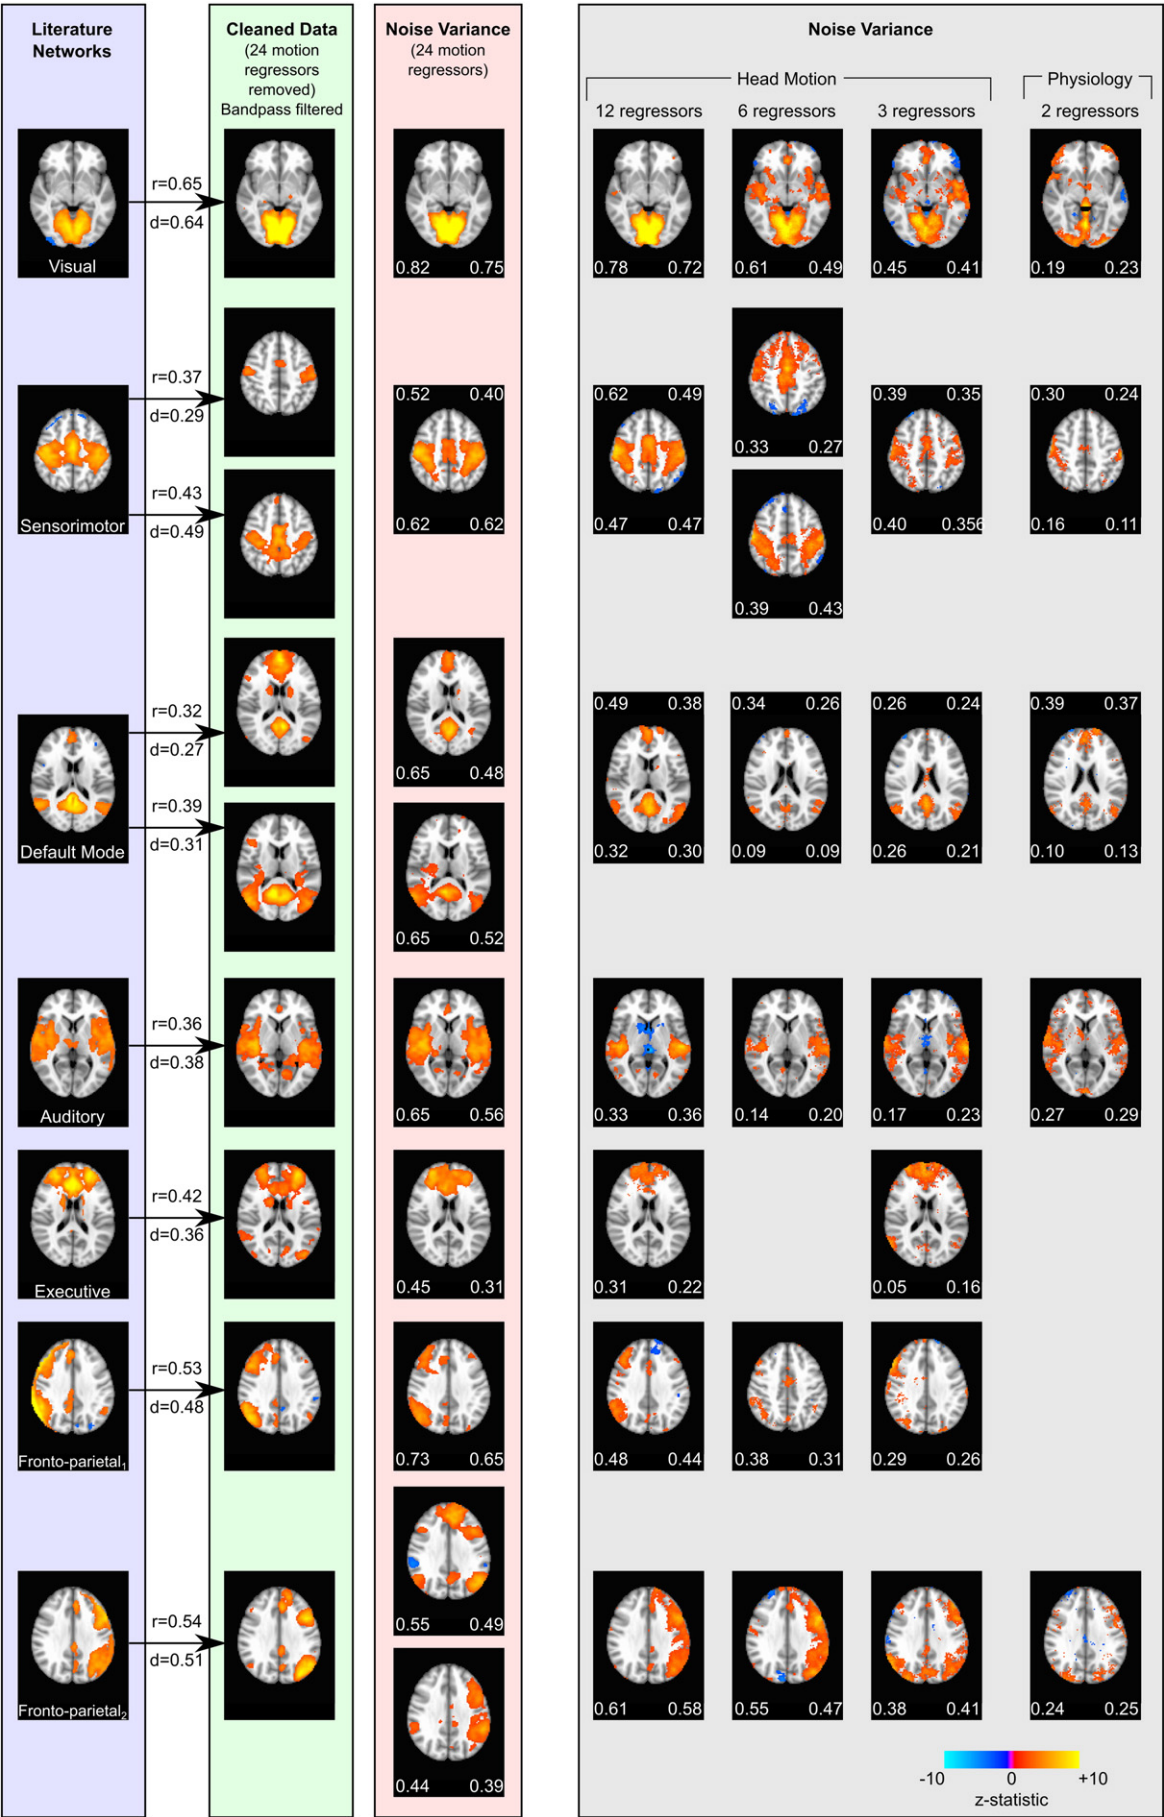 Literature
Networks
Cleaned Data
(24 motion
regressors
removed)
Bandpass filtered
Noise Variance
(24 motion
regressors)
Noise Variance
Head Motion
Physiology
12 regressors
6 regressors
3 regressors
2 regressors
Visual
r=0.65
d=0.64
0.82 0.75
0.78 0.72
0.61 0.49
0.45 0.41
0.19 0.23
Sensorimotor
r=0.37
d=0.29
r=0.43
d=0.49
0.52 0.40
0.62 0.62
0.62 0.49
0.47 0.47
0.33 0.27
0.39 0.43
0.39 0.35
0.40 0.356
0.30 0.24
0.16 0.11
Default Mode
r=0.32
d=0.27
r=0.39
d=0.31
0.65 0.48
0.65 0.52
0.49 0.38
0.32 0.30
0.34 0.26
0.09 0.09
0.26 0.24
0.26 0.21
0.39 0.37
0.10 0.13
Auditory
r=0.36
d=0.38
0.65 0.56
0.33 0.36
0.14 0.20
0.17 0.23
0.27 0.29
Executive
r=0.42
d=0.36
0.45 0.31
0.31 0.22
0.05 0.16
Fronto-parietal1
r=0.53
d=0.48
0.73 0.65
0.48 0.44
0.38 0.31
0.29 0.26
Fronto-parietal2
r=0.54
d=0.51
0.55 0.49
0.44 0.39
0.61 0.58
0.55 0.47
0.38 0.41
0.24 0.25
-10 0 +10
z-statistic